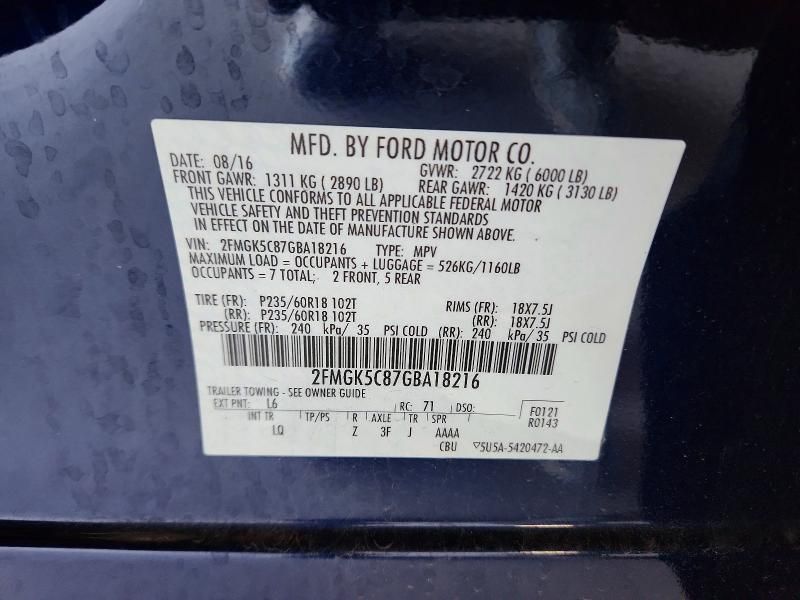 MFD. BY FORD MOTOR CO.
DATE: 08/16 GVWR: 2722 KG ( 6000 LB)
FRONT GAWR: 1311 KG ( 2890 LB) REAR GAWR: 1420 KG ( 3130 LB)
THIS VEHICLE CONFORMS TO ALL APPLICABLE FEDERAL MOTOR
VEHICLE SAFETY AND THEFT PREVENTION STANDARDS
IN EFFECT ON THE DATE OF MANUFACTURE SHOWN ABOVE.
VIN: 2FMGK5C87GBA18216 TYPE: MPV
MAXIMUM LOAD = OCCUPANTS + LUGGAGE = 526KG/1160LB
OCCUPANTS = 7 TOTAL; 2 FRONT, 5 REAR
TIRE (FR): P235/60R18 102T RIMS (FR): 18X7.5J
(RR): P235/60R18 102T (RR): 18X7.5J
PRESSURE (FR): 240 kPa/ 35 PSI COLD (RR): 240 kPa/ 35 PSI COLD
2FMGK5C87GBA18216
TRAILER TOWING - SEE OWNER GUIDE
EXT PNT: L6 RC: 71 DSO: F0121
INT TR TP/PS R AXLE TR SPR R0143
LQ Z 3F J AAAA
CBU ▽5U5A-5420472-AA